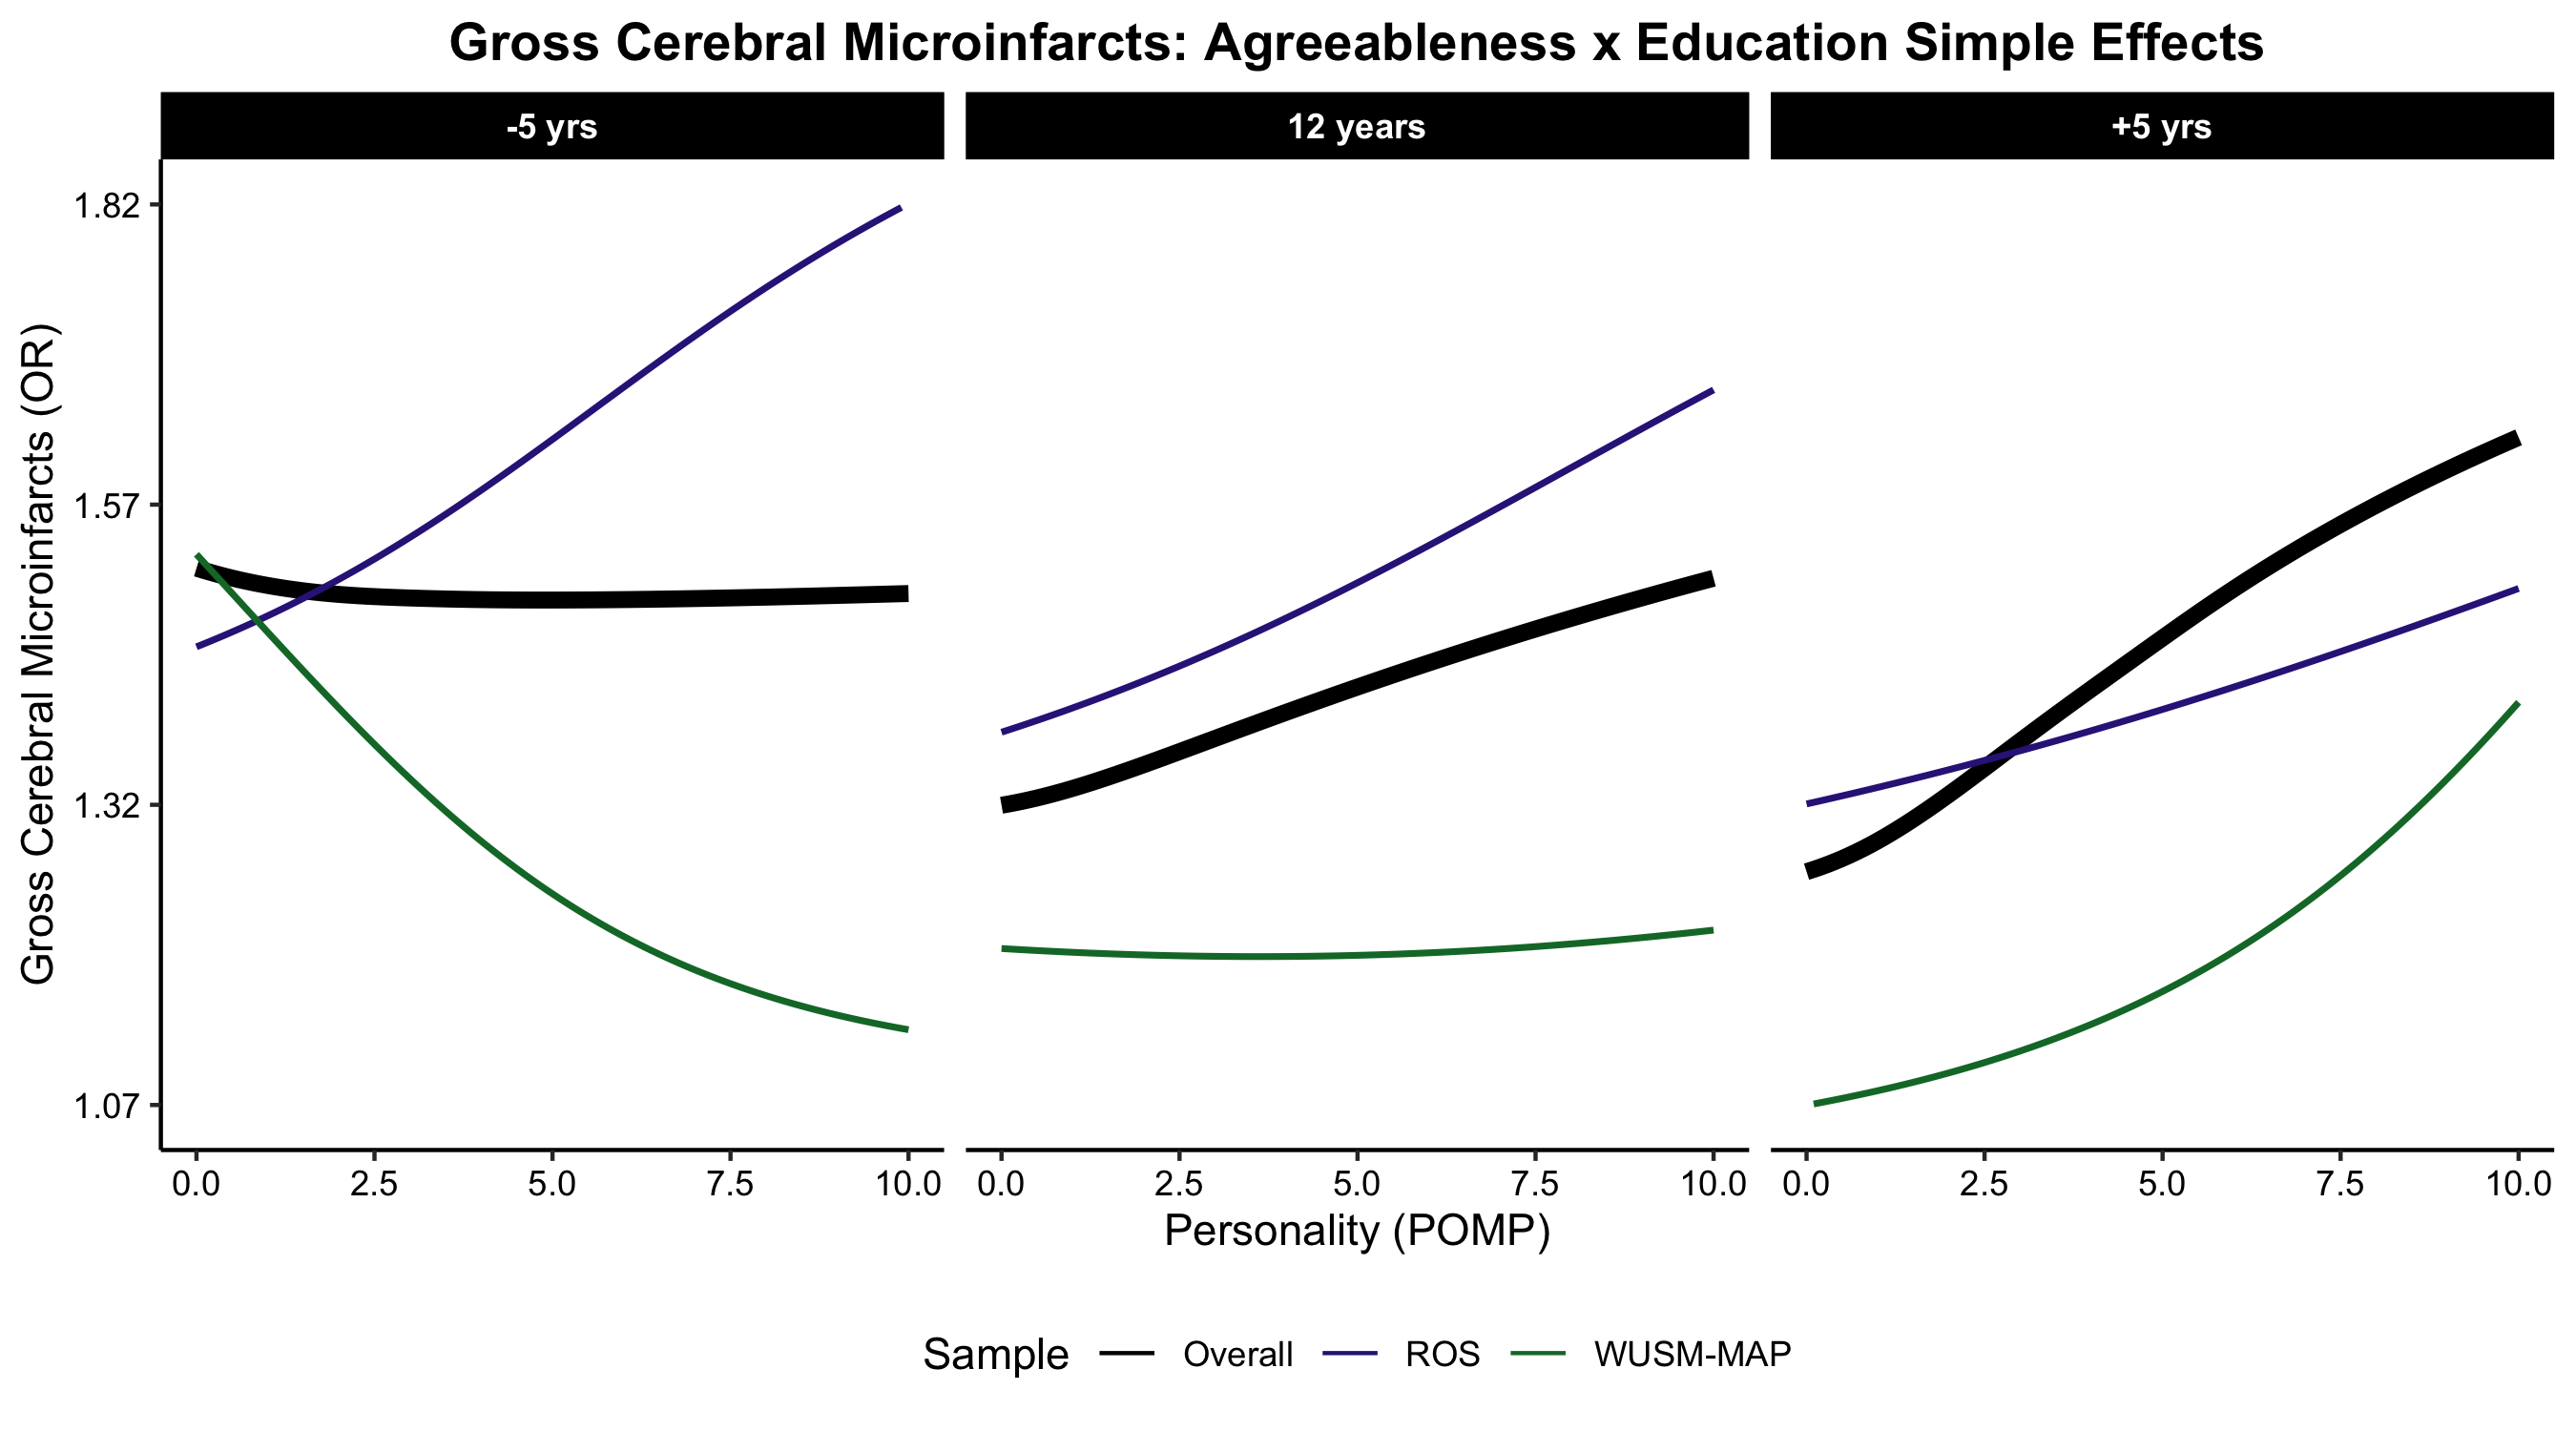 Gross Cerebral Microinfarcts: Agreeableness x Education Simple Effects
-5 yrs
12 years
+5 yrs
Gross Cerebral Microinfarcts (OR)
1.82
1.57
1.32
1.07
0.0 2.5 5.0 7.5 10.0
0.0 2.5 5.0 7.5 10.0
0.0 2.5 5.0 7.5 10.0
Personality (POMP)
Sample Overall ROS WUSM-MAP